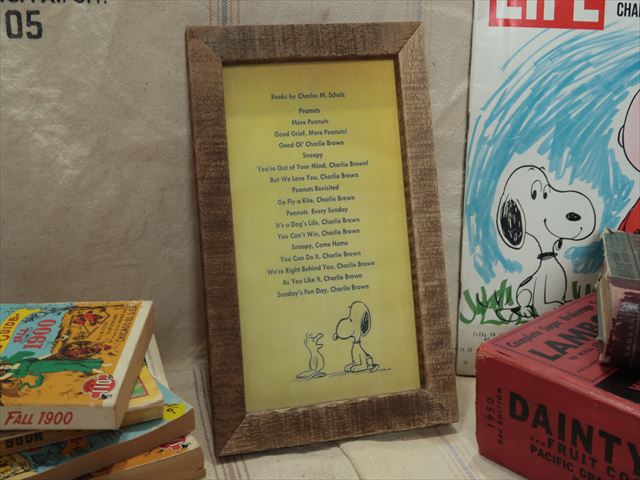 05
LIFE
CHA
Books by Charles M. Schulz
Peanuts
More Peanuts
Good Grief, More Peanuts!
Good Ol' Charlie Brown
Snoopy
You're Out of Your Mind, Charlie Brown!
But We Love You, Charlie Brown
Peanuts Revisited
Go Fly a Kite, Charlie Brown
Peanuts Every Sunday
It's a Dog's Life, Charlie Brown
You Can't Win, Charlie Brown
Snoopy, Come Home
You Can Do It, Charlie Brown
We're Right Behind You, Charlie Brown
As You Like It, Charlie Brown
Sunday's Fun Day, Charlie Brown
FALL 1900
BOOK
LAMB
1950
NEW EDITION
DAINTY
FRUIT CO
PACIFIC GRA